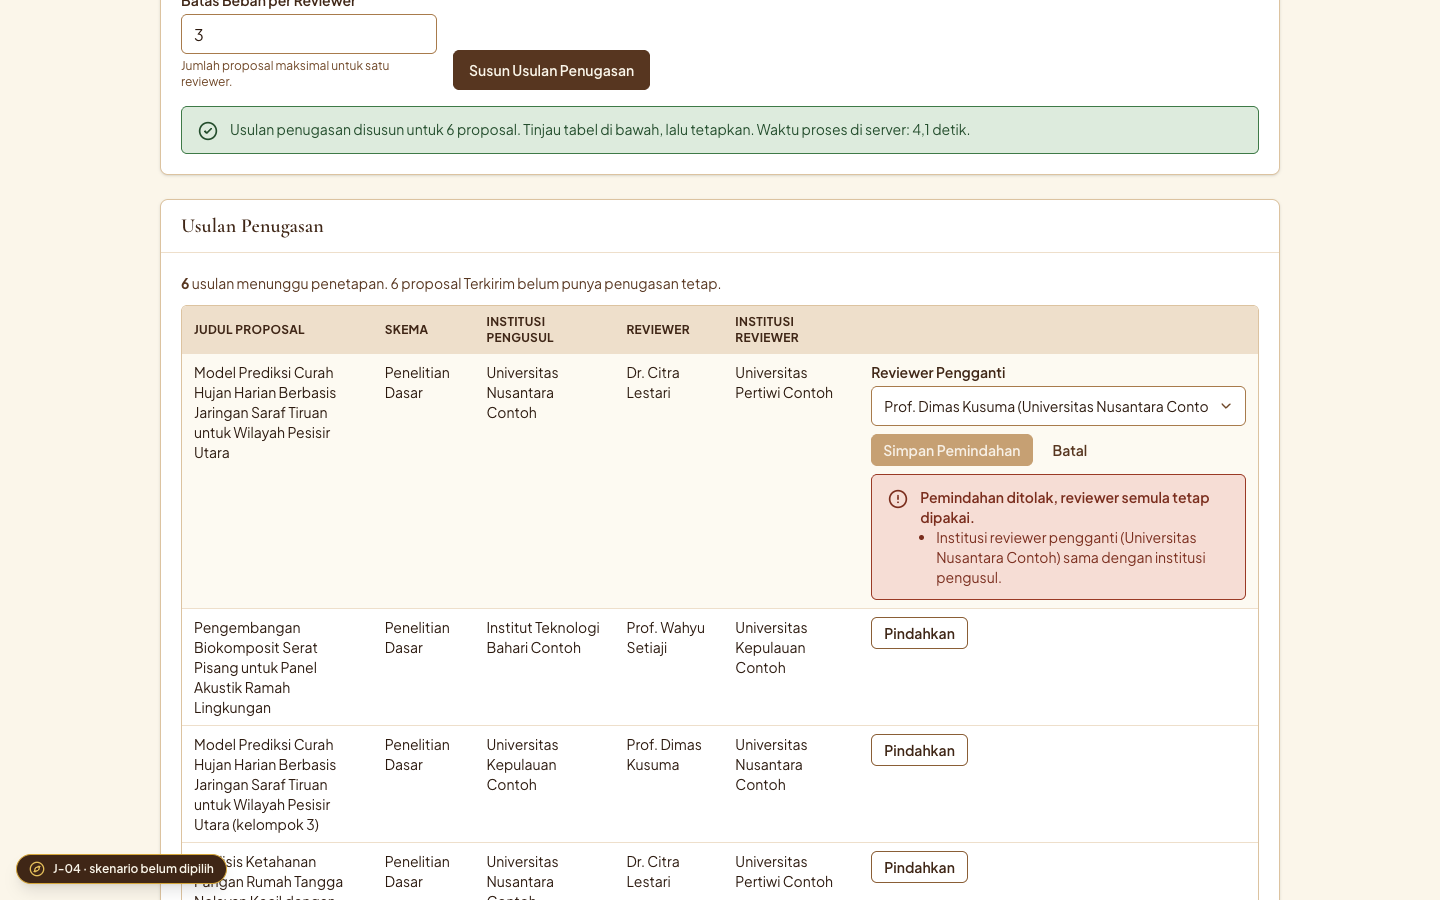 Batas Beban per Reviewer
3
Jumlah proposal maksimal untuk satu
reviewer.
Susun Usulan Penugasan
Usulan penugasan disusun untuk 6 proposal. Tinjau tabel di bawah, lalu tetapkan. Waktu proses di server: 4,1 detik.
Usulan Penugasan
6 usulan menunggu penetapan. 6 proposal Terkirim belum punya penugasan tetap.
JUDUL PROPOSAL
SKEMA
INSTITUSI
PENGUSUL
REVIEWER
INSTITUSI
REVIEWER
Model Prediksi Curah
Hujan Harian Berbasis
Jaringan Saraf Tiruan
untuk Wilayah Pesisir
Utara
Penelitian
Dasar
Universitas
Nusantara
Contoh
Dr. Citra
Lestari
Universitas
Pertiwi Contoh
Reviewer Pengganti
Prof. Dimas Kusuma (Universitas Nusantara Conto
Simpan Pemindahan
Batal
Pemindahan ditolak, reviewer semula tetap
dipakai.
Institusi reviewer pengganti (Universitas
Nusantara Contoh) sama dengan institusi
pengusul.
Pengembangan
Biokomposit Serat
Pisang untuk Panel
Akustik Ramah
Lingkungan
Penelitian
Dasar
Institut Teknologi
Bahari Contoh
Prof. Wahyu
Setiaji
Universitas
Kepulauan
Contoh
Pindahkan
Model Prediksi Curah
Hujan Harian Berbasis
Jaringan Saraf Tiruan
untuk Wilayah Pesisir
Utara (kelompok 3)
Penelitian
Dasar
Universitas
Kepulauan
Contoh
Prof. Dimas
Kusuma
Universitas
Nusantara
Contoh
Pindahkan
Ketahanan
Rumah Tangga
Penelitian
Dasar
Universitas
Nusantara
Dr. Citra
Lestari
Universitas
Pertiwi Contoh
Pindahkan
J-04 · skenario belum dipilih